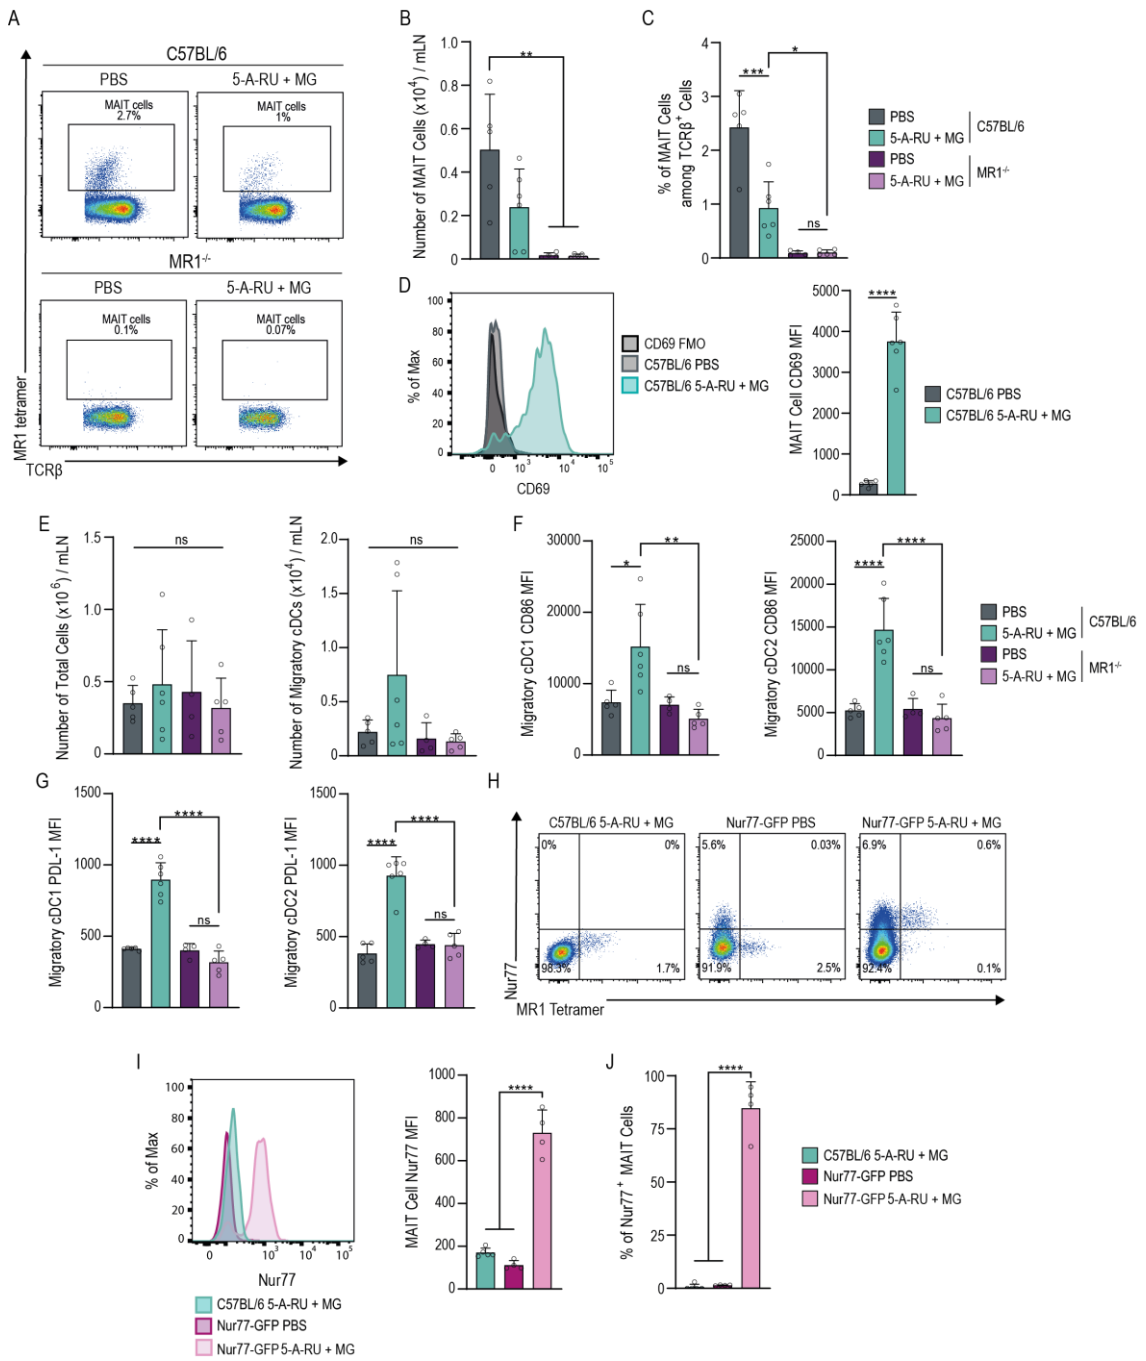 A
C57BL/6
PBS
5-A-RU + MG
MAIT cells
2.7%
MAIT cells
1%
MR1-/-
PBS
5-A-RU + MG
MAIT cells
0.1%
MAIT cells
0.07%
MR1 tetramer
TCRβ
B
Number of MAIT Cells (x10⁴) / mLN
1.0
0.8
0.6
0.4
0.2
0
**
C
% of MAIT Cells
among TCRβ⁺ Cells
4
3
2
1
0
***
*
ns
PBS
5-A-RU + MG
C57BL/6
PBS
5-A-RU + MG
MR1-/-
D
% of Max
100
80
60
40
20
0
0
10³
10⁴
10⁵
CD69
CD69 FMO
C57BL/6 PBS
C57BL/6 5-A-RU + MG
MAIT Cell CD69 MFI
5000
4000
3000
2000
1000
0
****
C57BL/6 PBS
C57BL/6 5-A-RU + MG
E
Number of Total Cells (x10⁶) / mLN
1.5
1.0
0.5
0
ns
Number of Migratory cDCs (x10⁴) / mLN
2.0
1.5
1.0
0.5
0
ns
F
Migratory cDC1 CD86 MFI
30000
20000
10000
0
*
**
ns
Migratory cDC2 CD86 MFI
25000
20000
15000
10000
5000
0
****
****
ns
PBS
5-A-RU + MG
C57BL/6
PBS
5-A-RU + MG
MR1-/-
G
Migratory cDC1 PDL-1 MFI
1500
1000
500
0
****
****
ns
Migratory cDC2 PDL-1 MFI
1500
1000
500
0
****
****
ns
H
C57BL/6 5-A-RU + MG
Nur77-GFP PBS
Nur77-GFP 5-A-RU + MG
0%
0%
98.3%
1.7%
5.6%
0.03%
91.9%
2.5%
6.9%
0.6%
92.4%
0.1%
Nur77
MR1 Tetramer
I
% of Max
100
80
60
40
20
0
0
10³
10⁴
10⁵
Nur77
C57BL/6 5-A-RU + MG
Nur77-GFP PBS
Nur77-GFP 5-A-RU + MG
MAIT Cell Nur77 MFI
1000
800
600
400
200
0
****
J
% of Nur77⁺ MAIT Cells
100
75
50
25
0
****
C57BL/6 5-A-RU + MG
Nur77-GFP PBS
Nur77-GFP 5-A-RU + MG